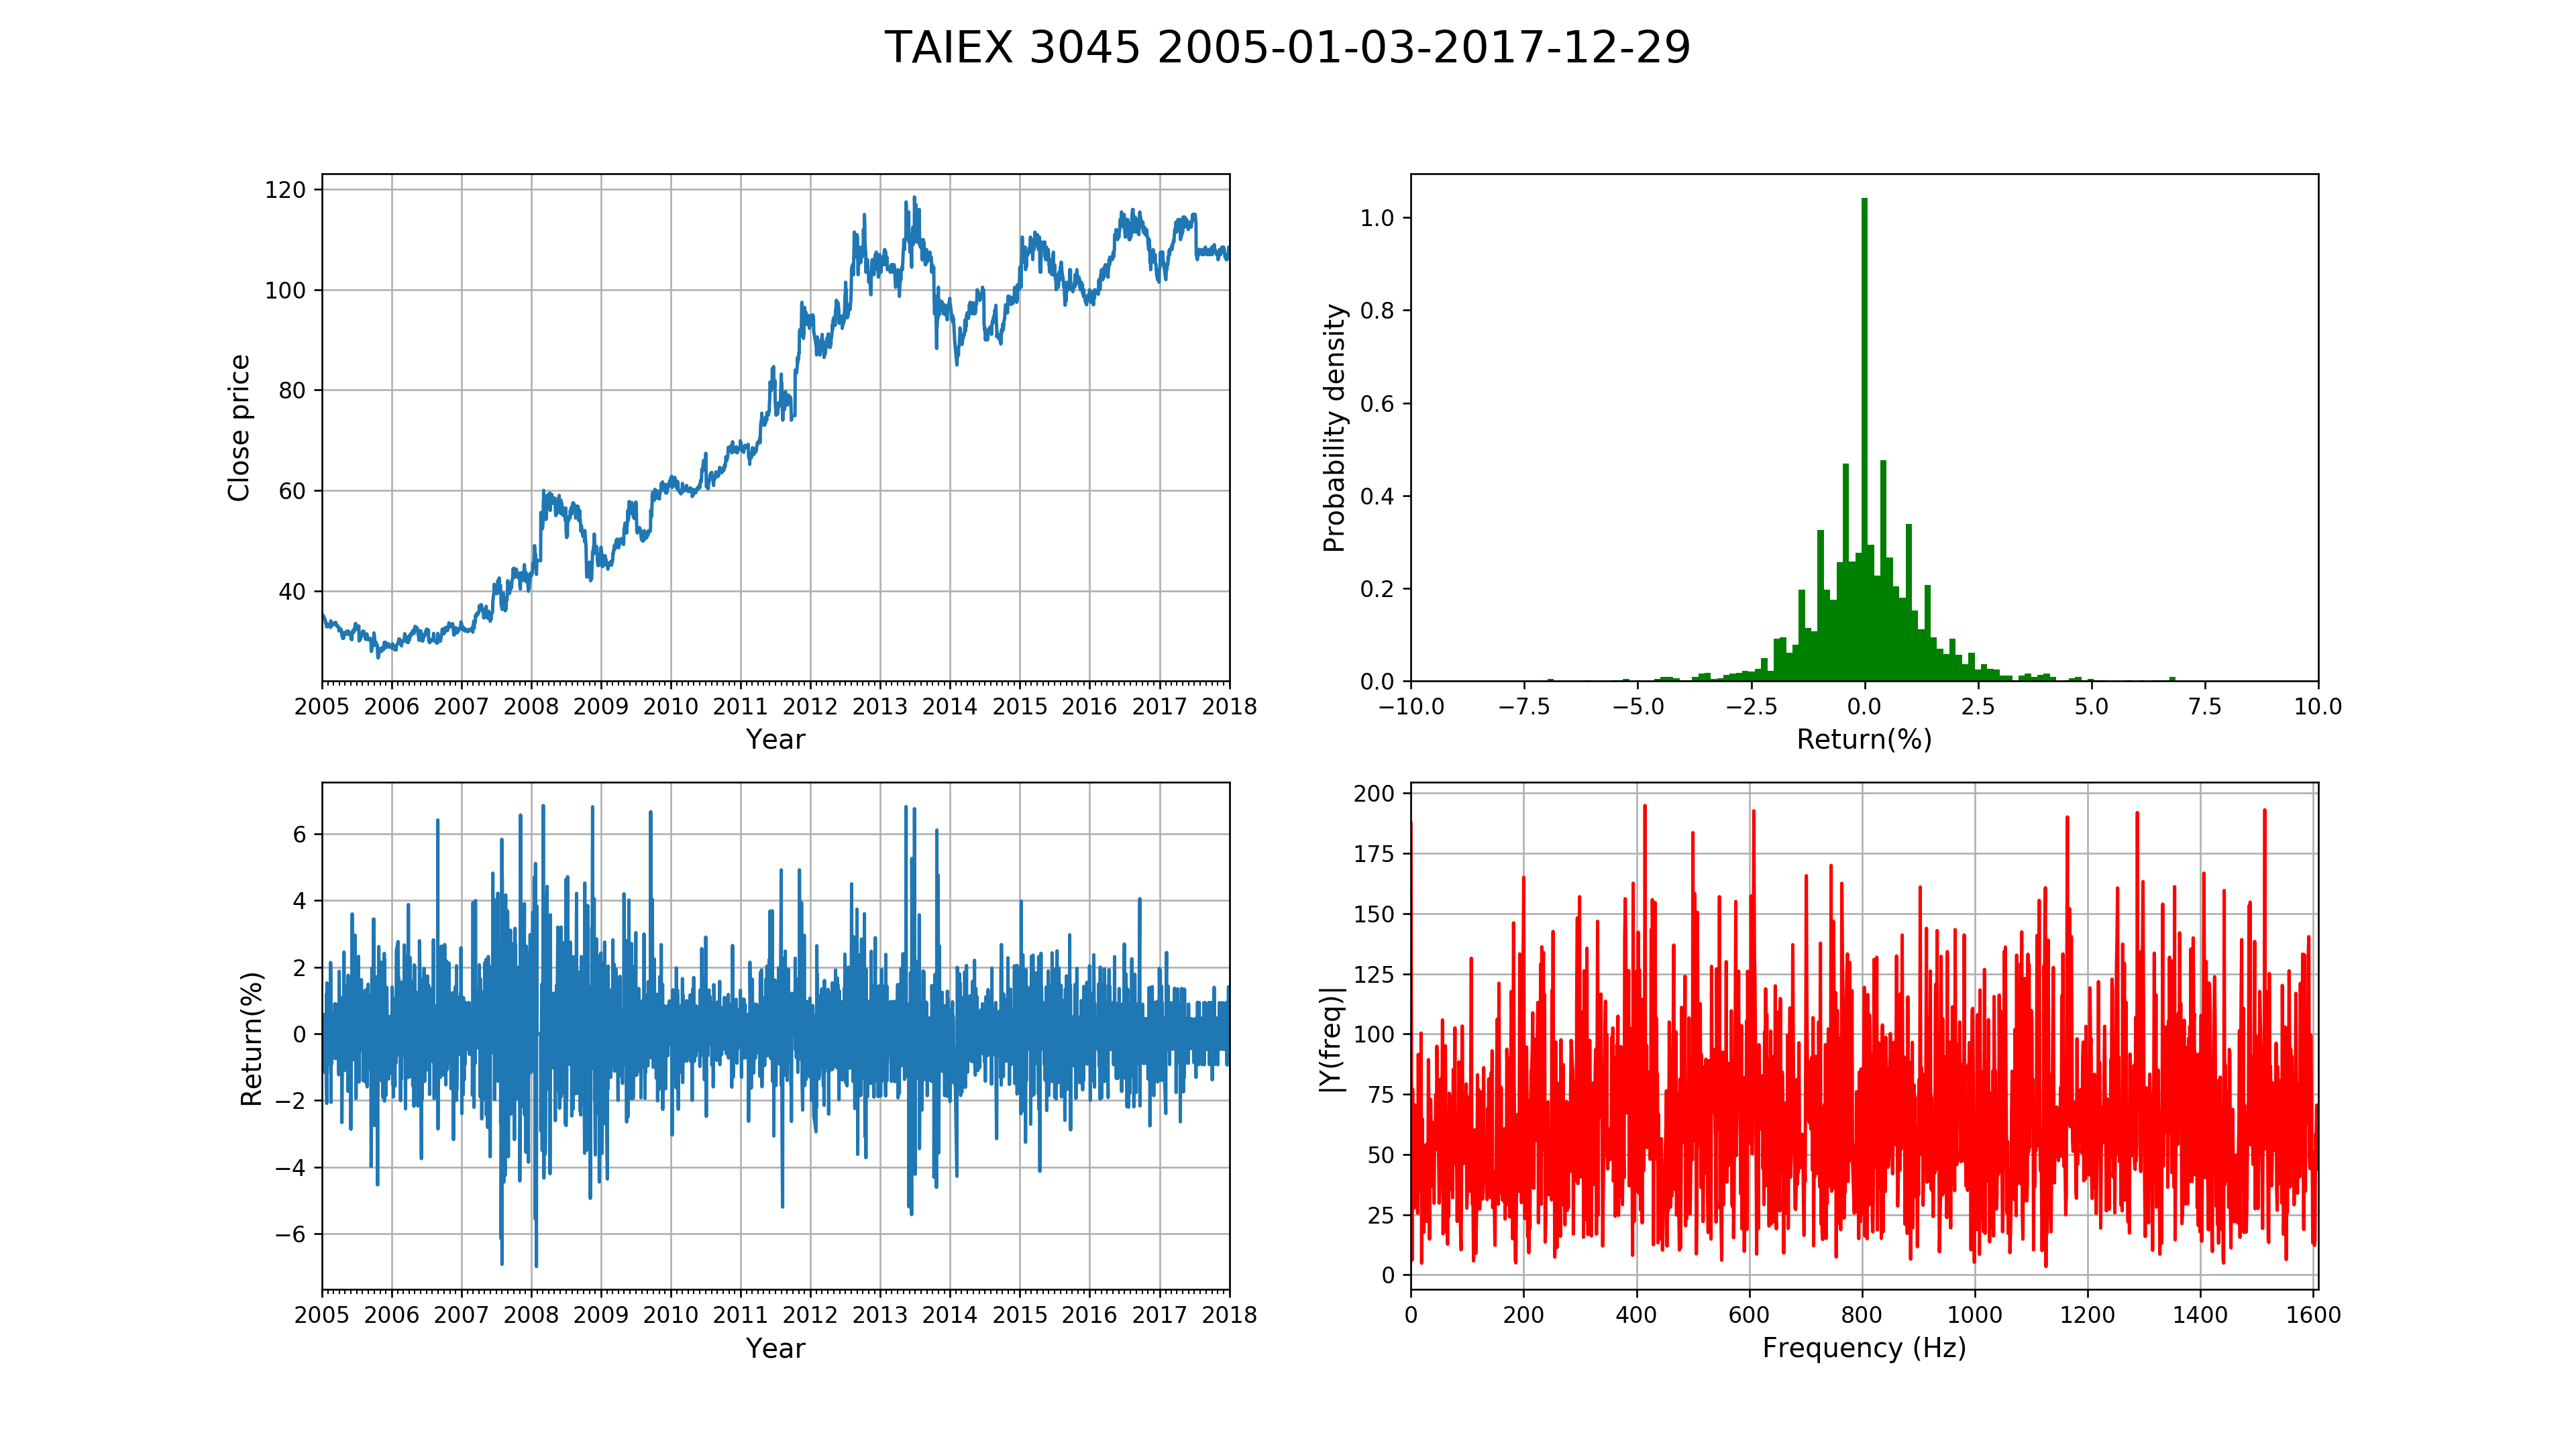 TAIEX 3045 2005-01-03-2017-12-29
120
100
80
60
40
Close price
2005 2006 2007 2008 2009 2010 2011 2012 2013 2014 2015 2016 2017 2018
Year
1.0
0.8
0.6
0.4
0.2
0.0
Probability density
−10.0 −7.5 −5.0 −2.5 0.0 2.5 5.0 7.5 10.0
Return(%)
6
4
2
0
−2
−4
−6
Return(%)
2005 2006 2007 2008 2009 2010 2011 2012 2013 2014 2015 2016 2017 2018
Year
200
175
150
125
100
75
50
25
0
|Y(freq)|
0 200 400 600 800 1000 1200 1400 1600
Frequency (Hz)